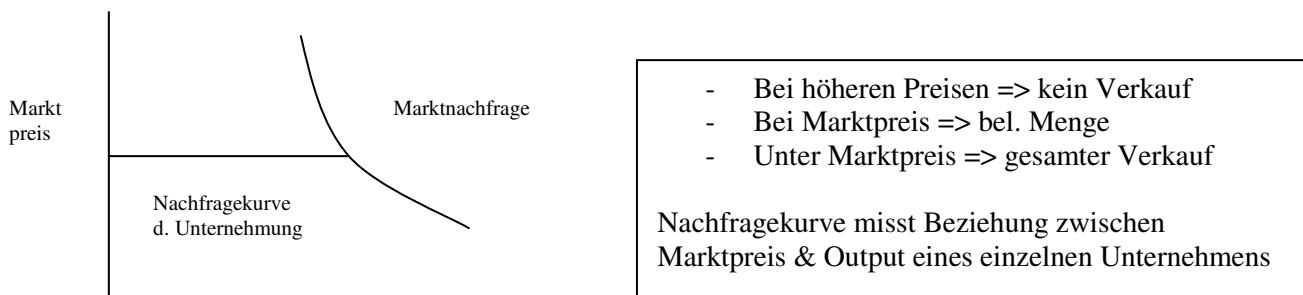 Markt
preis
Marktnachfrage
Nachfragekurve
d. Unternehmung
- Bei höheren Preisen => kein Verkauf
- Bei Marktpreis => bel. Menge
- Unter Marktpreis => gesamter Verkauf
Nachfragekurve misst Beziehung zwischen
Marktpreis & Output eines einzelnen Unternehmens